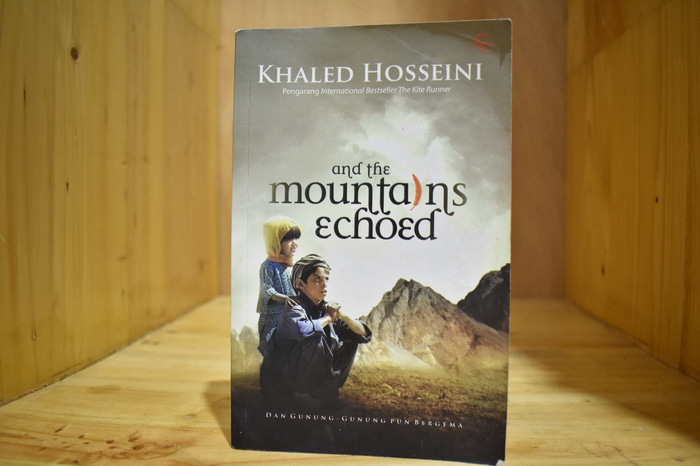 KHALED HOSSEINI
Pengarang International Bestseller The Kite Runner
and the
mountains
echoed
DAN GUNUNG-GUNUNG PUN BERGEMA